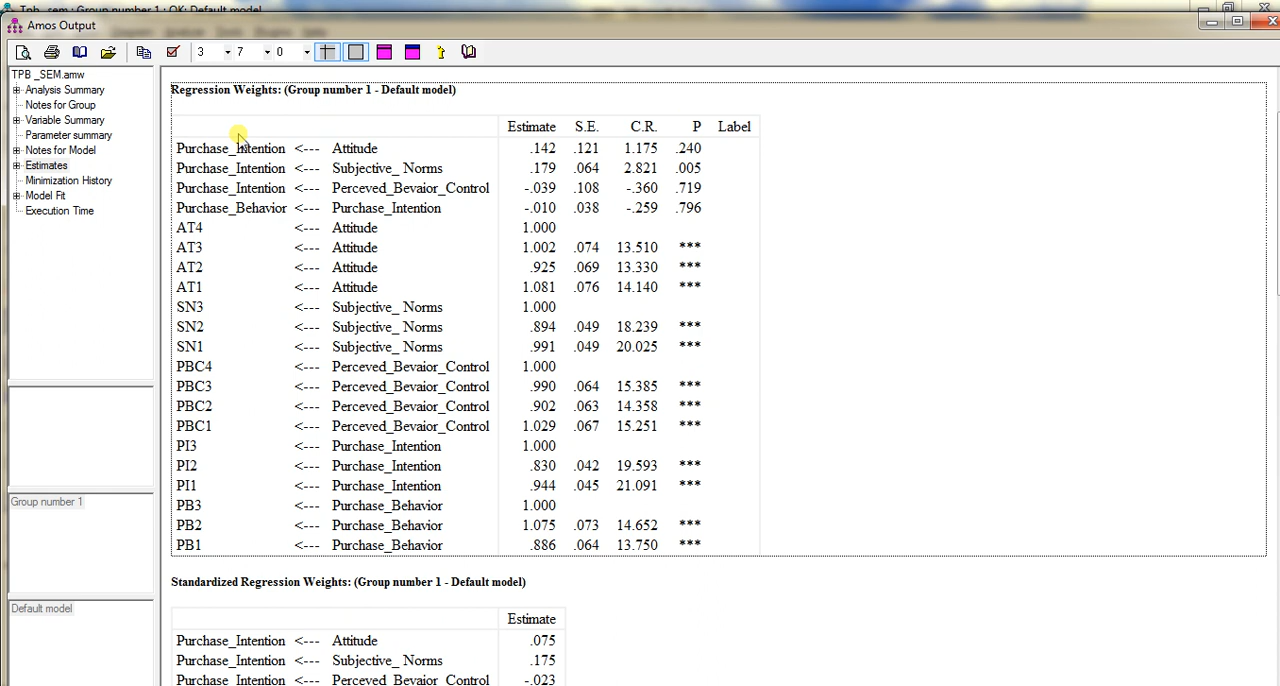 Tpb_sem : Group number 1 : OK: Default model
Amos Output
3 7 0
TPB _SEM.amw
Analysis Summary
Notes for Group
Variable Summary
Parameter summary
Notes for Model
Estimates
Minimization History
Model Fit
Execution Time
Group number 1
Default model
Regression Weights: (Group number 1 - Default model)
Estimate S.E. C.R. P Label
Purchase_Intention <--- Attitude .142 .121 1.175 .240
Purchase_Intention <--- Subjective_ Norms .179 .064 2.821 .005
Purchase_Intention <--- Perceved_Bevaior_Control -.039 .108 -.360 .719
Purchase_Behavior <--- Purchase_Intention -.010 .038 -.259 .796
AT4 <--- Attitude 1.000
AT3 <--- Attitude 1.002 .074 13.510 ***
AT2 <--- Attitude .925 .069 13.330 ***
AT1 <--- Attitude 1.081 .076 14.140 ***
SN3 <--- Subjective_ Norms 1.000
SN2 <--- Subjective_ Norms .894 .049 18.239 ***
SN1 <--- Subjective_ Norms .991 .049 20.025 ***
PBC4 <--- Perceved_Bevaior_Control 1.000
PBC3 <--- Perceved_Bevaior_Control .990 .064 15.385 ***
PBC2 <--- Perceved_Bevaior_Control .902 .063 14.358 ***
PBC1 <--- Perceved_Bevaior_Control 1.029 .067 15.251 ***
PI3 <--- Purchase_Intention 1.000
PI2 <--- Purchase_Intention .830 .042 19.593 ***
PI1 <--- Purchase_Intention .944 .045 21.091 ***
PB3 <--- Purchase_Behavior 1.000
PB2 <--- Purchase_Behavior 1.075 .073 14.652 ***
PB1 <--- Purchase_Behavior .886 .064 13.750 ***
Standardized Regression Weights: (Group number 1 - Default model)
Estimate
Purchase_Intention <--- Attitude .075
Purchase_Intention <--- Subjective_ Norms .175
Purchase_Intention <--- Perceved_Bevaior_Control -.023